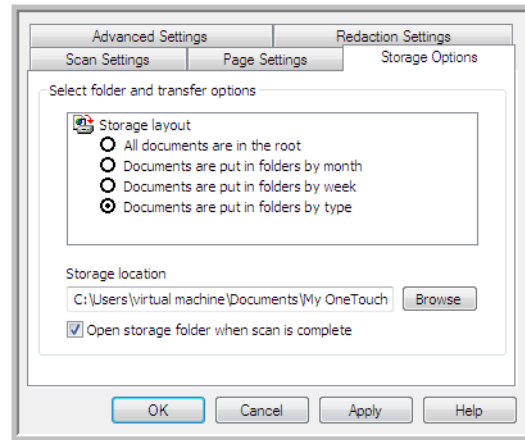 Advanced Settings
Redaction Settings
Scan Settings
Page Settings
Storage Options
Select folder and transfer options
Storage layout
All documents are in the root
Documents are put in folders by month
Documents are put in folders by week
Documents are put in folders by type
Storage location
C:\Users\virtual machine\Documents\My OneTouch
Browse
Open storage folder when scan is complete
OK
Cancel
Apply
Help